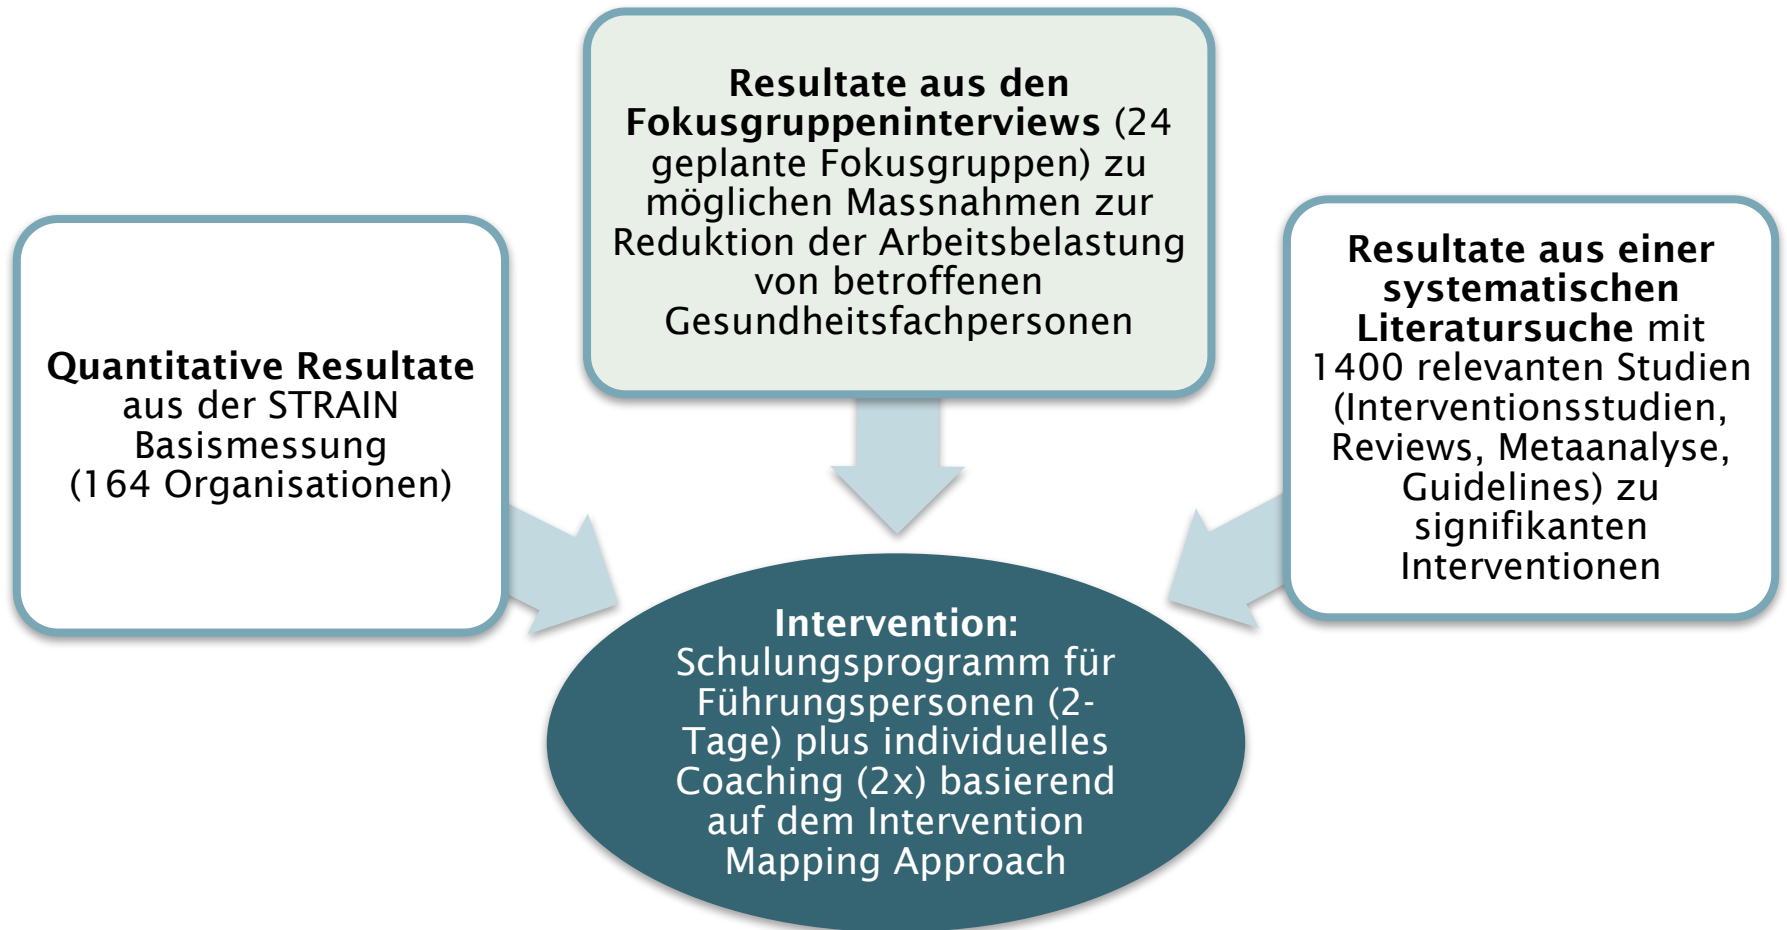 Resultate aus den
Fokusgruppeninterviews (24
geplante Fokusgruppen) zu
möglichen Massnahmen zur
Reduktion der Arbeitsbelastung
von betroffenen
Gesundheitsfachpersonen
Quantitative Resultate
aus der STRAIN
Basismessung
(164 Organisationen)
Resultate aus einer
systematischen
Literatursuche mit
1400 relevanten Studien
(Interventionsstudien,
Reviews, Metaanalyse,
Guidelines) zu
signifikanten
Interventionen
Intervention:
Schulungsprogramm für
Führungspersonen (2-
Tage) plus individuelles
Coaching (2x) basierend
auf dem Intervention
Mapping Approach